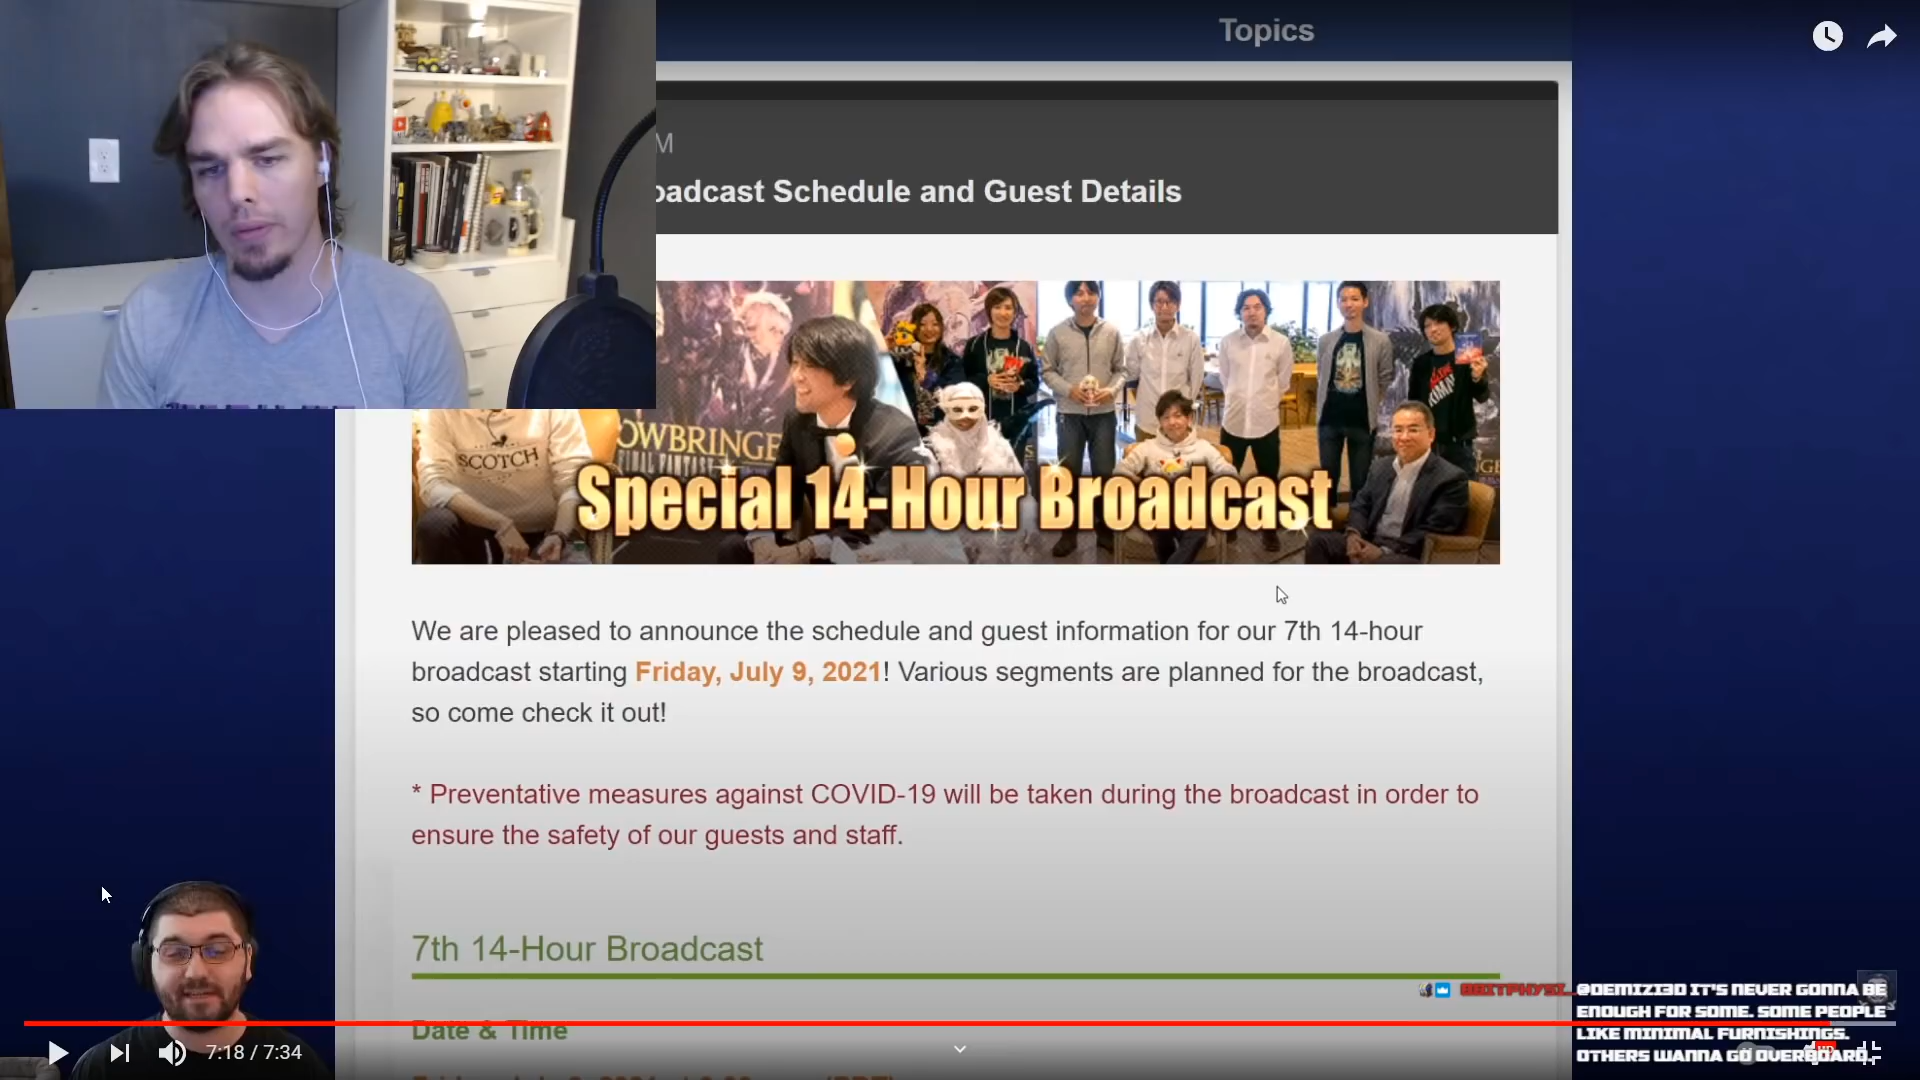 Topics
M
oadcast Schedule and Guest Details
OWBRINGE
FINAL FANTASY
SCOTCH
Special 14-Hour Broadcast
We are pleased to announce the schedule and guest information for our 7th 14-hour
broadcast starting Friday, July 9, 2021! Various segments are planned for the broadcast,
so come check it out!
* Preventative measures against COVID-19 will be taken during the broadcast in order to
ensure the safety of our guests and staff.
7th 14-Hour Broadcast
Date & Time
@DEMIZI3D IT'S NEVER GONNA BE
ENOUGH FOR SOME. SOME PEOPLE
LIKE MINIMAL FURNISHINGS.
OTHERS WANNA GO OVERBOARD.
7:18 / 7:34
HD